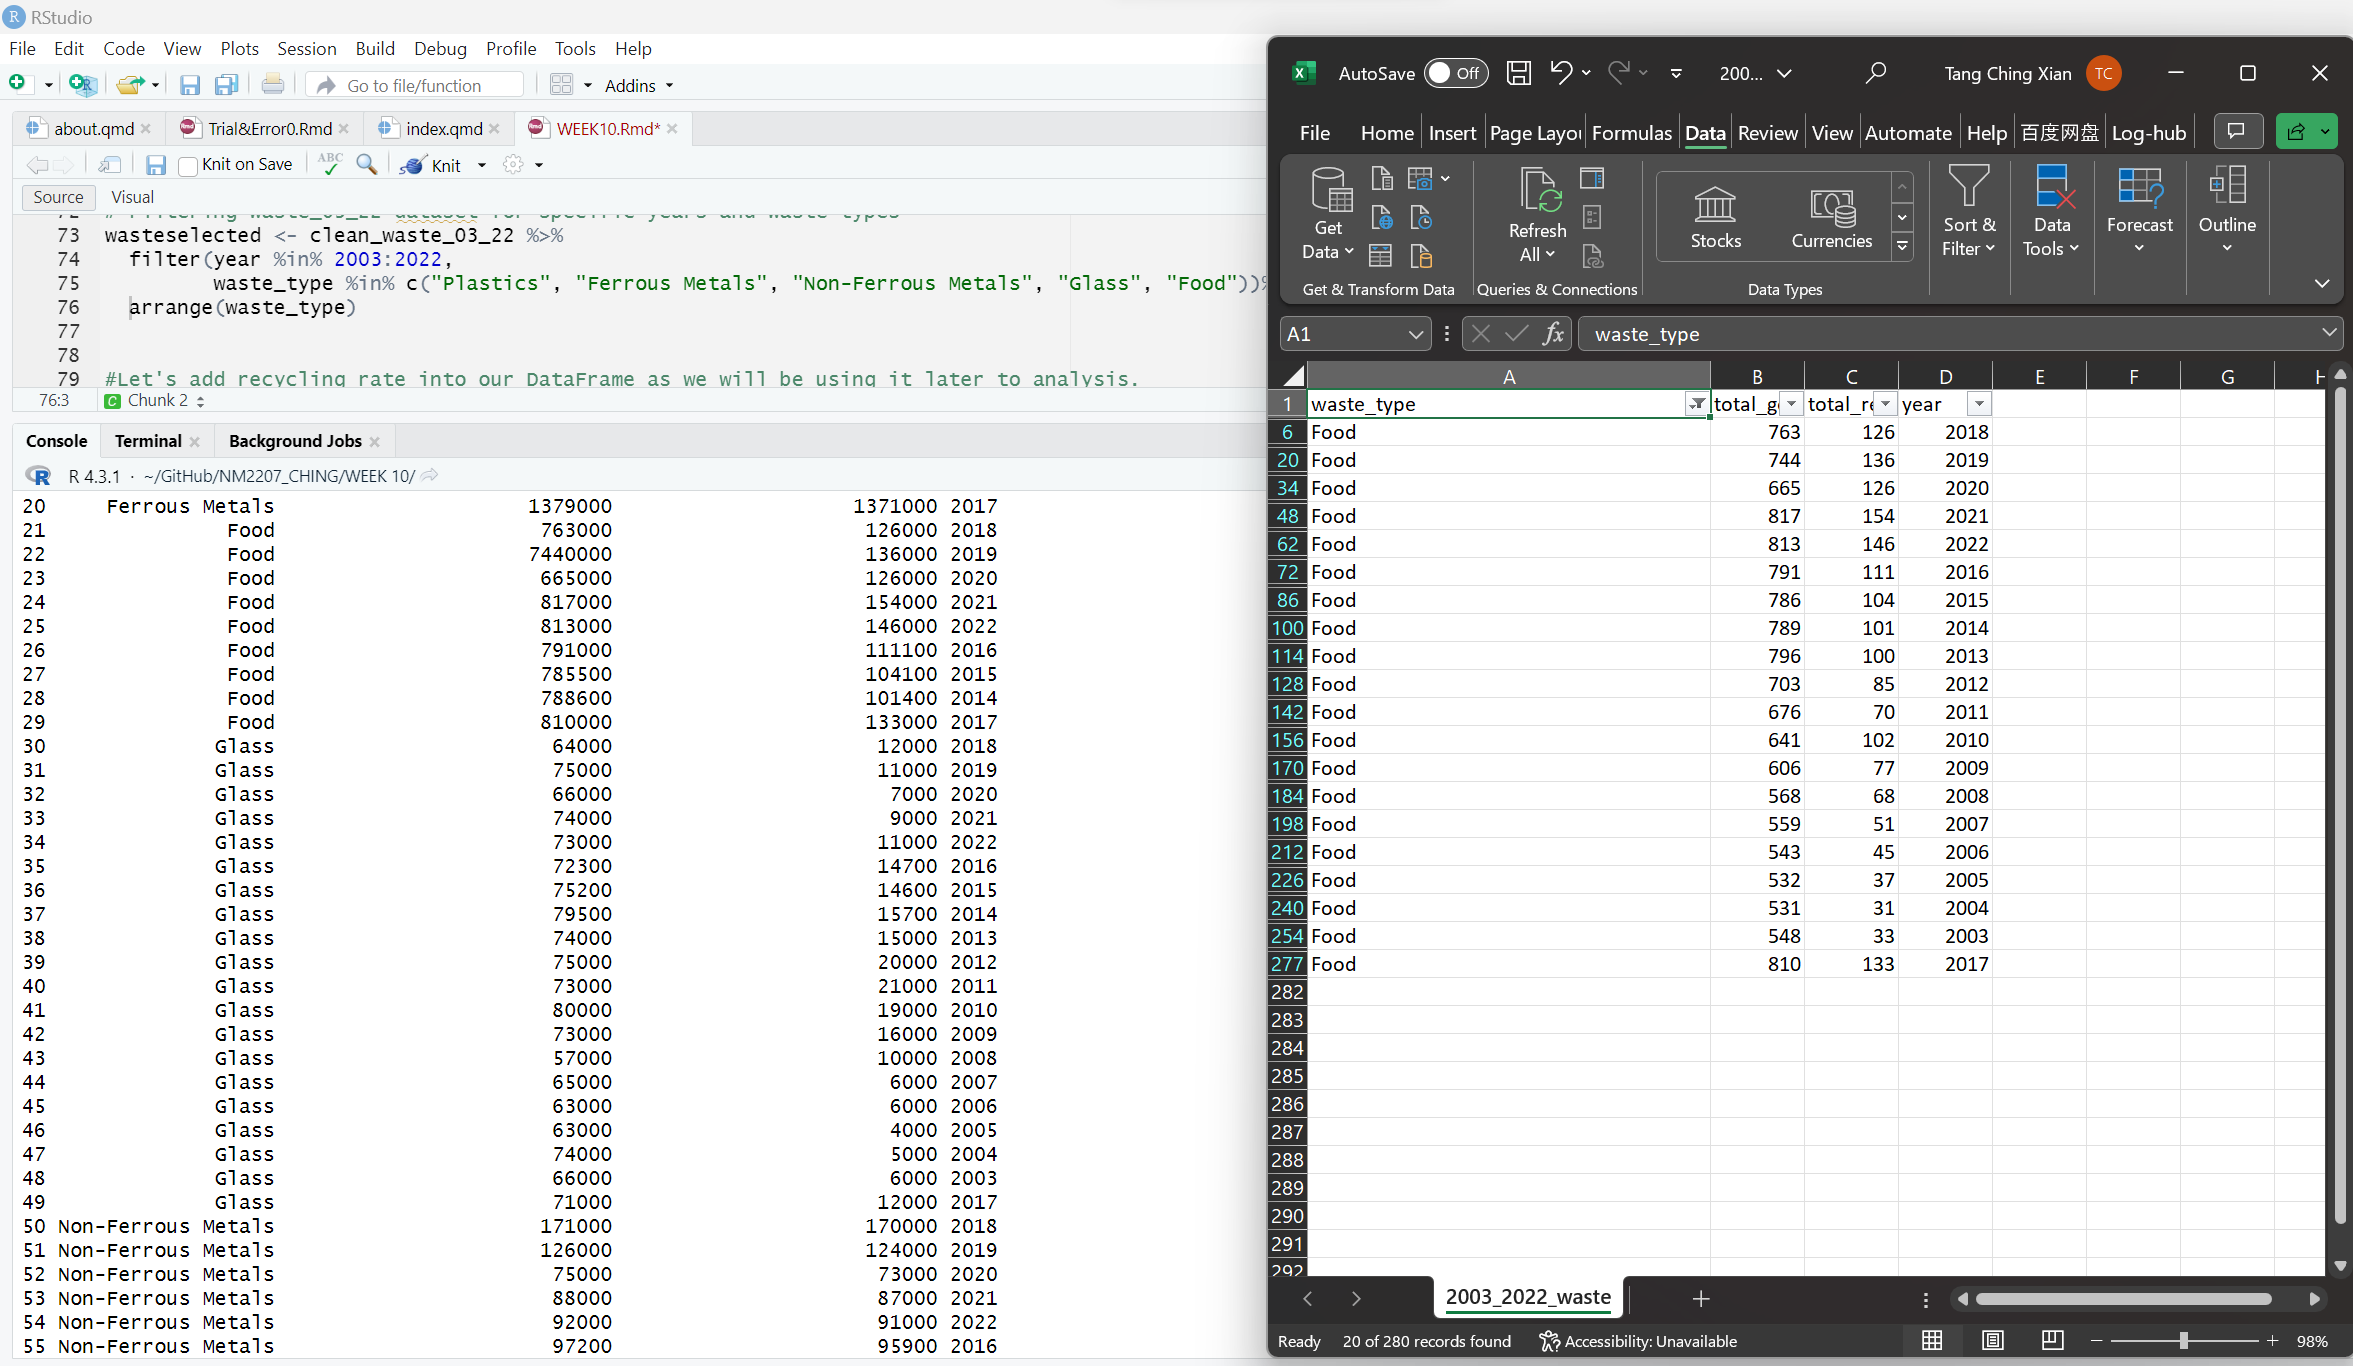 RStudio
File Edit Code View Plots Session Build Debug Profile Tools Help
Go to file/function Addins
about.qmd Trial&Error0.Rmd index.qmd WEEK10.Rmd*
Knit on Save ABC Knit
Source Visual
73 wasteselected <- clean_waste_03_22 %>%
74 filter(year %in% 2003:2022,
75 waste_type %in% c("Plastics", "Ferrous Metals", "Non-Ferrous Metals", "Glass", "Food"))%
76 arrange(waste_type)
77
78
79 #Let's add recycling rate into our DataFrame as we will be using it later to analysis.
76:3 C Chunk 2
Console Terminal Background Jobs
R 4.3.1 · ~/GitHub/NM2207_CHING/WEEK 10/
20 Ferrous Metals 1379000 1371000 2017
21 Food 763000 126000 2018
22 Food 7440000 136000 2019
23 Food 665000 126000 2020
24 Food 817000 154000 2021
25 Food 813000 146000 2022
26 Food 791000 111100 2016
27 Food 785500 104100 2015
28 Food 788600 101400 2014
29 Food 810000 133000 2017
30 Glass 64000 12000 2018
31 Glass 75000 11000 2019
32 Glass 66000 7000 2020
33 Glass 74000 9000 2021
34 Glass 73000 11000 2022
35 Glass 72300 14700 2016
36 Glass 75200 14600 2015
37 Glass 79500 15700 2014
38 Glass 74000 15000 2013
39 Glass 75000 20000 2012
40 Glass 73000 21000 2011
41 Glass 80000 19000 2010
42 Glass 73000 16000 2009
43 Glass 57000 10000 2008
44 Glass 65000 6000 2007
45 Glass 63000 6000 2006
46 Glass 63000 4000 2005
47 Glass 74000 5000 2004
48 Glass 66000 6000 2003
49 Glass 71000 12000 2017
50 Non-Ferrous Metals 171000 170000 2018
51 Non-Ferrous Metals 126000 124000 2019
52 Non-Ferrous Metals 75000 73000 2020
53 Non-Ferrous Metals 88000 87000 2021
54 Non-Ferrous Metals 92000 91000 2022
55 Non-Ferrous Metals 97200 95900 2016
AutoSave Off 200... Tang Ching Xian TC
File Home Insert Page Layou Formulas Data Review View Automate Help 百度网盘 Log-hub
Get Data
Refresh All
Stocks Currencies
Sort & Filter
Data Tools
Forecast
Outline
Get & Transform Data Queries & Connections Data Types
A1 fx waste_type
A B C D E F G H
1 waste_type total_g total_re year
6 Food 763 126 2018
20 Food 744 136 2019
34 Food 665 126 2020
48 Food 817 154 2021
62 Food 813 146 2022
72 Food 791 111 2016
86 Food 786 104 2015
100 Food 789 101 2014
114 Food 796 100 2013
128 Food 703 85 2012
142 Food 676 70 2011
156 Food 641 102 2010
170 Food 606 77 2009
184 Food 568 68 2008
198 Food 559 51 2007
212 Food 543 45 2006
226 Food 532 37 2005
240 Food 531 31 2004
254 Food 548 33 2003
277 Food 810 133 2017
282
283
284
285
286
287
288
289
290
291
292
2003_2022_waste
Ready 20 of 280 records found Accessibility: Unavailable 98%